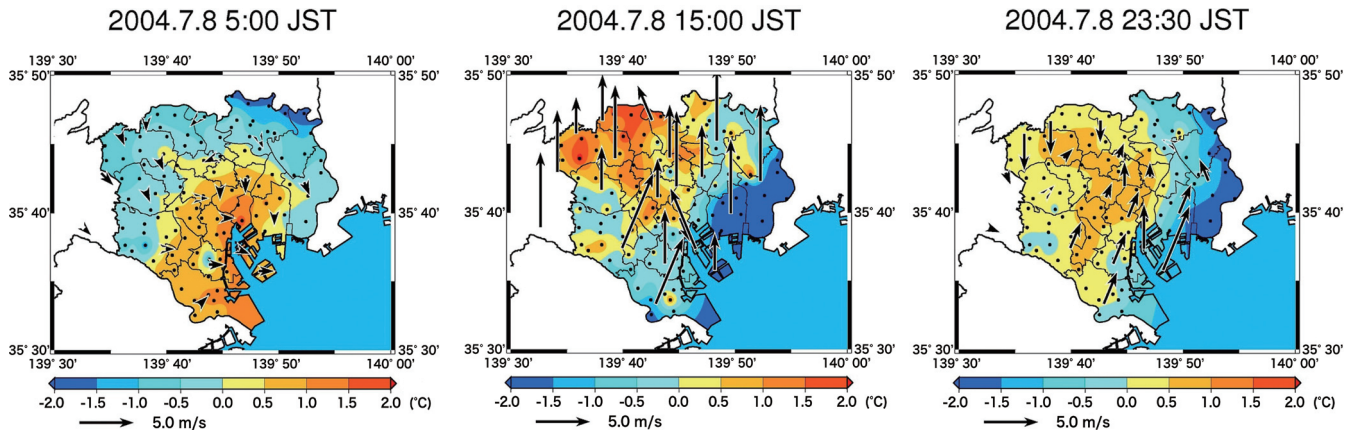 2004.7.8 5:00 JST
139° 30' 139° 40' 139° 50' 140° 00'
35° 50' 35° 50'
35° 40' 35° 40'
35° 30' 35° 30'
139° 30' 139° 40' 139° 50' 140° 00'
-2.0 -1.5 -1.0 -0.5 0.0 0.5 1.0 1.5 2.0 (°C)
5.0 m/s
2004.7.8 15:00 JST
139° 30' 139° 40' 139° 50' 140° 00'
35° 50' 35° 50'
35° 40' 35° 40'
35° 30' 35° 30'
139° 30' 139° 40' 139° 50' 140° 00'
-2.0 -1.5 -1.0 -0.5 0.0 0.5 1.0 1.5 2.0 (°C)
5.0 m/s
2004.7.8 23:30 JST
139° 30' 139° 40' 139° 50' 140° 00'
35° 50' 35° 50'
35° 40' 35° 40'
35° 30' 35° 30'
139° 30' 139° 40' 139° 50' 140° 00'
-2.0 -1.5 -1.0 -0.5 0.0 0.5 1.0 1.5 2.0 (°C)
5.0 m/s